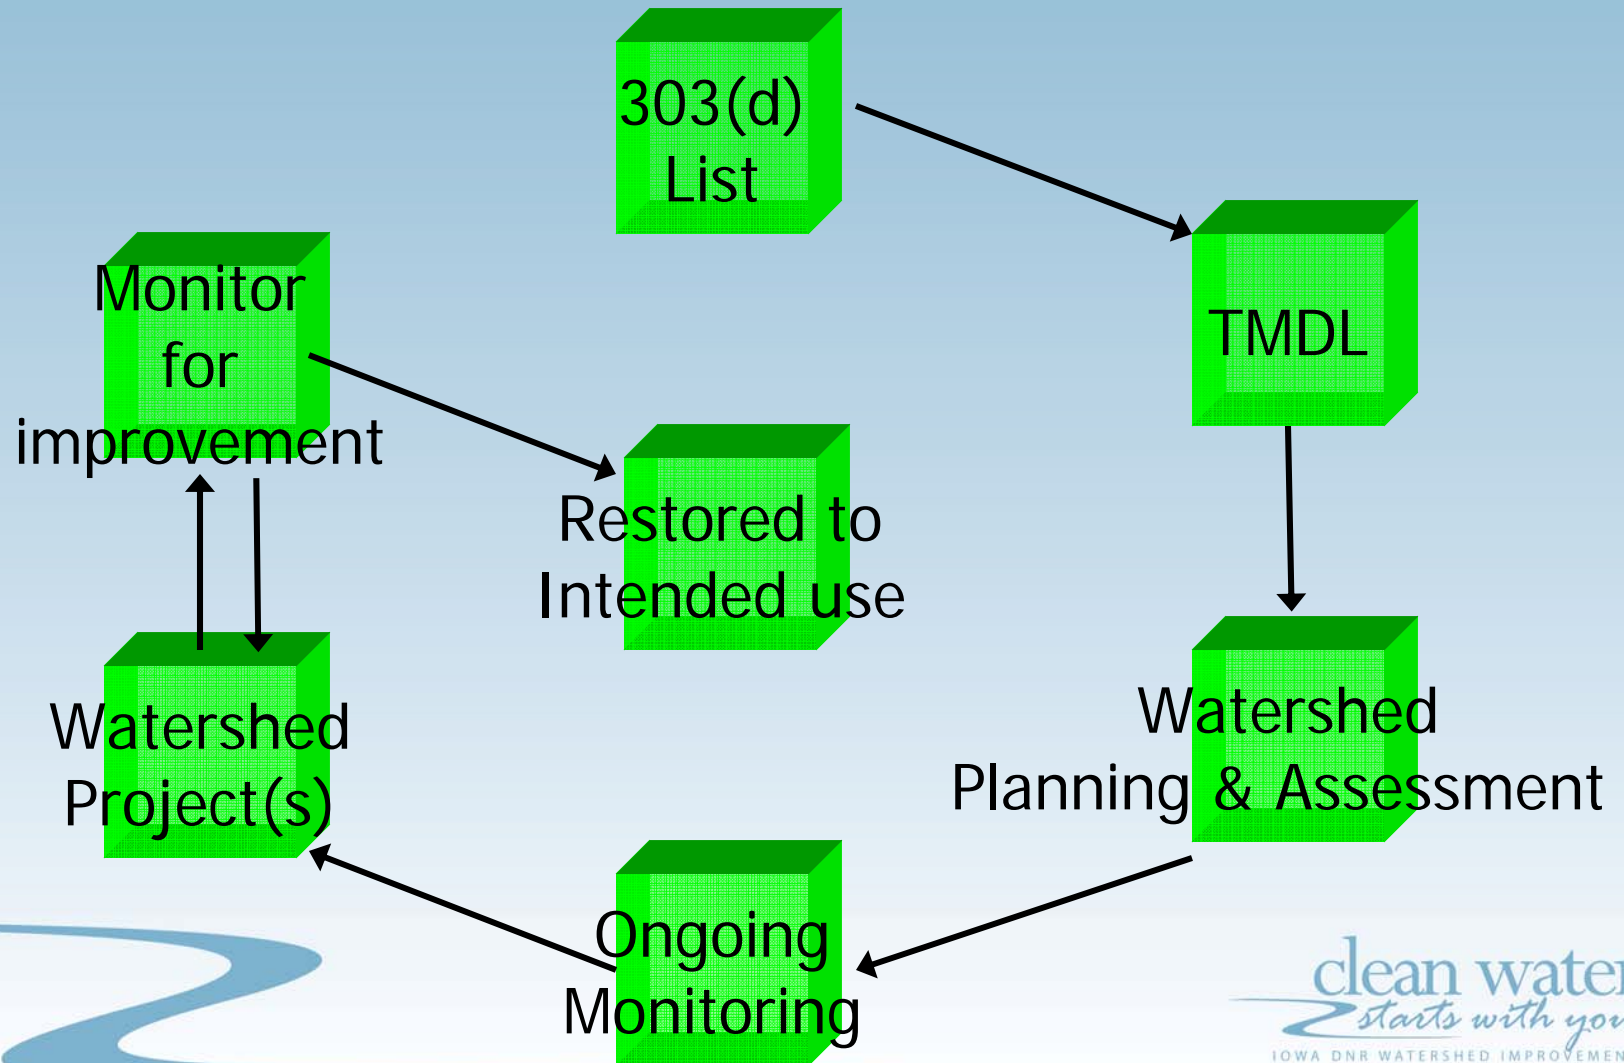 303(d)
List
Monitor
for
improvement
TMDL
Restored to
Intended use
Watershed
Project(s)
Watershed
Planning & Assessment
Ongoing
Monitoring
clean water
starts with you
IOWA DNR WATERSHED IMPROVEMEN